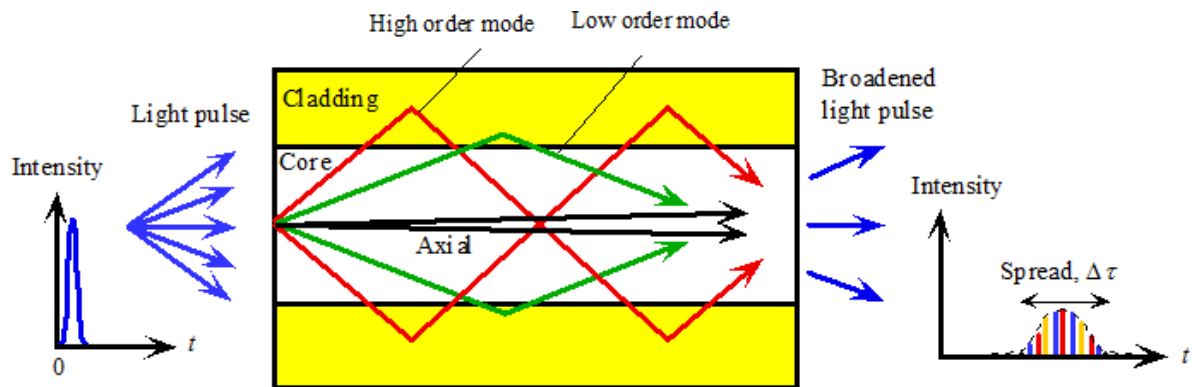 High order mode
Low order mode
Light pulse
Cladding
Broadened
light pulse
Intensity
Core
Intensity
Axial
Spread, Δτ
t
0
t